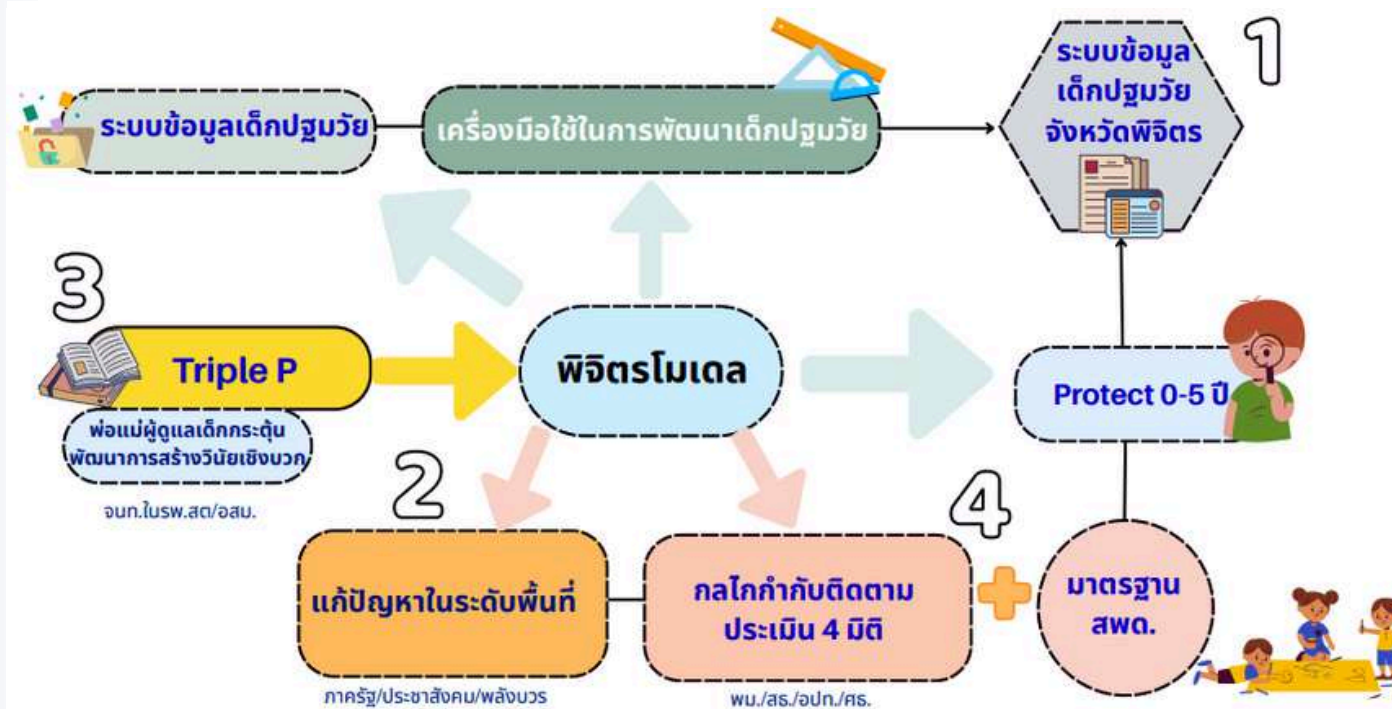 1
ระบบข้อมูล
เด็กปฐมวัย
จังหวัดพิจิตร
ระบบข้อมูลเด็กปฐมวัย
เครื่องมือใช้ในการพัฒนาเด็กปฐมวัย
3
Triple P
พ่อแม่ผู้ดูแลเด็กกระตุ้น
พัฒนาการสร้างวินัยเชิงบวก
จนท.ในรพ.สต/อสม.
พิจิตรโมเดล
Protect 0-5 ปี
2
แก้ปัญหาในระดับพื้นที่
ภาครัฐ/ประชาสังคม/พลังบวร
4
กลไกกำกับติดตาม
ประเมิน 4 มิติ
พม./สธ./อปท./ศธ.
มาตรฐาน
สพด.